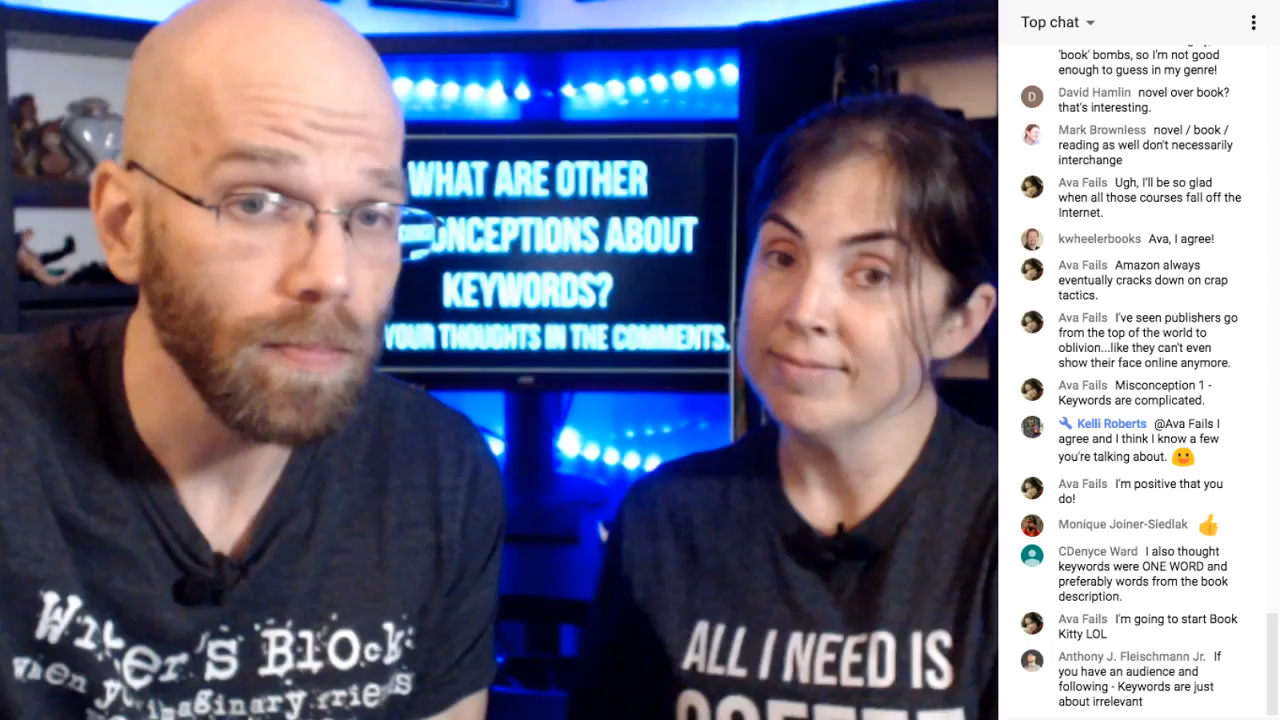 WHAT ARE OTHER
CONCEPTIONS ABOUT
KEYWORDS?
YOUR THOUGHTS IN THE COMMENTS.
Writer's Block
when your imaginary friends
ALL I NEED IS
COFFEE
Top chat
'book' bombs, so I'm not good
enough to guess in my genre!
D
David Hamlin novel over book?
that's interesting.
Mark Brownless novel / book /
reading as well don't necessarily
interchange
Ava Fails Ugh, I'll be so glad
when all those courses fall off the
Internet.
kwheelerbooks Ava, I agree!
Ava Fails Amazon always
eventually cracks down on crap
tactics.
Ava Fails I've seen publishers go
from the top of the world to
oblivion...like they can't even
show their face online anymore.
Ava Fails Misconception 1 -
Keywords are complicated.
Kelli Roberts @Ava Fails I
agree and I think I know a few
you're talking about.
Ava Fails I'm positive that you
do!
Monique Joiner-Siedlak
CDenyce Ward I also thought
keywords were ONE WORD and
preferably words from the book
description.
Ava Fails I'm going to start Book
Kitty LOL
Anthony J. Fleischmann Jr. If
you have an audience and
following - Keywords are just
about irrelevant